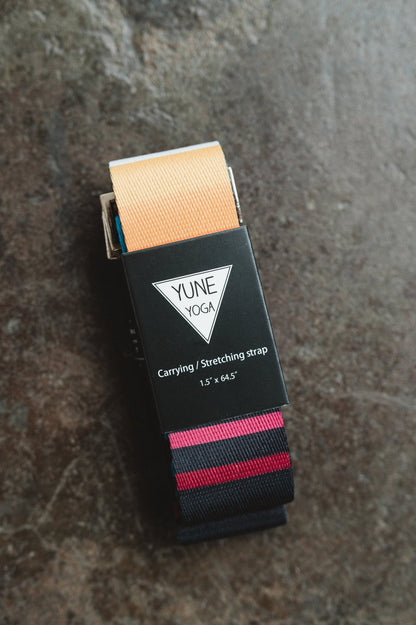 YUNE
YOGA
Carrying / Stretching strap
1.5" x 64.5"